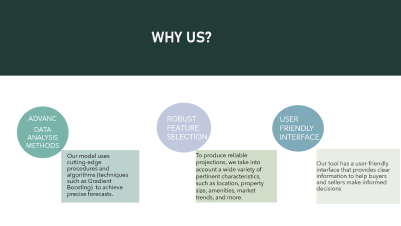 WHY US?
ADVANC
DATA
ANALYSIS
METHODS
Our model uses
cutting-edge
procedures and
algorithms (techniques
such as Gradient
Boosting) to achieve
precise forecasts.
ROBUST
FEATURE
SELECTION
To produce reliable
projections, we take into
account a wide variety of
pertinent characteristics,
such as location, property
size, amenities, market
trends, and more.
USER
FRIENDLY
INTERFACE
Our tool has a user-friendly
interface that provides clear
information to help buyers
and sellers make informed
decisions